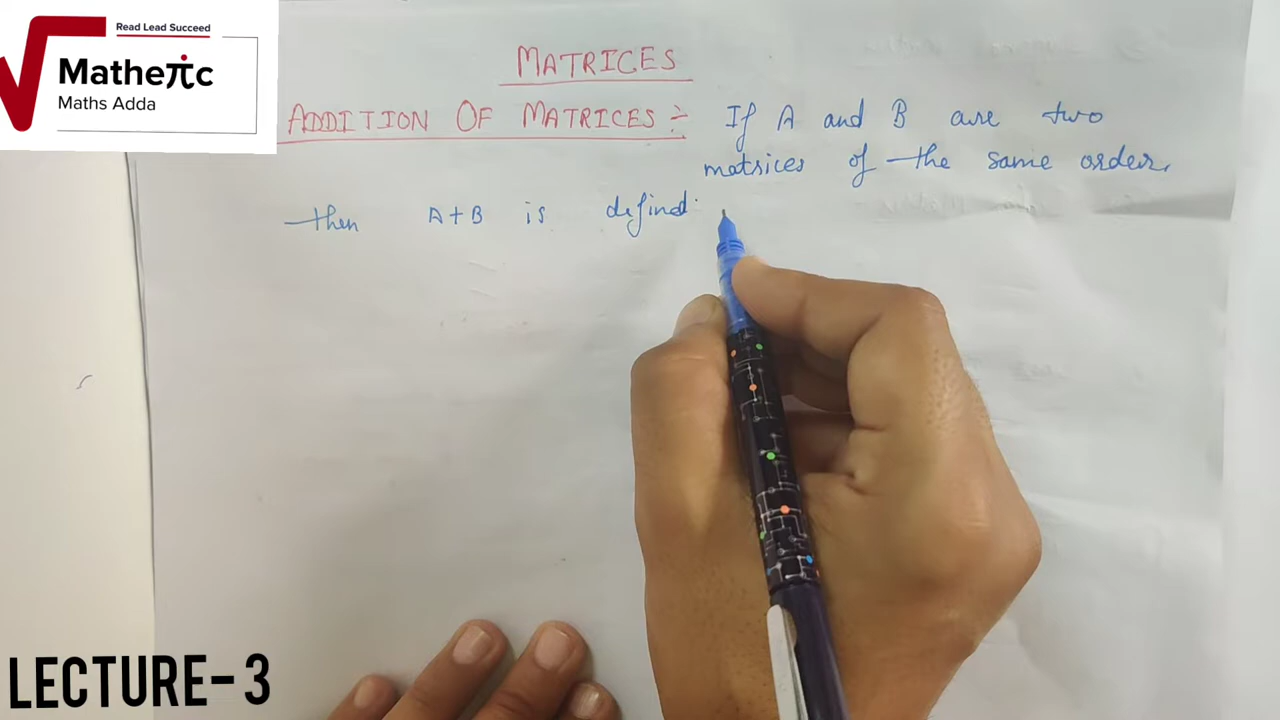 Read Lead Succeed
Matheπc
Maths Adda
MATRICES
ADDITION OF MATRICES :- If A and B are two
matrices of the same order,
then A+B is defind.
LECTURE- 3